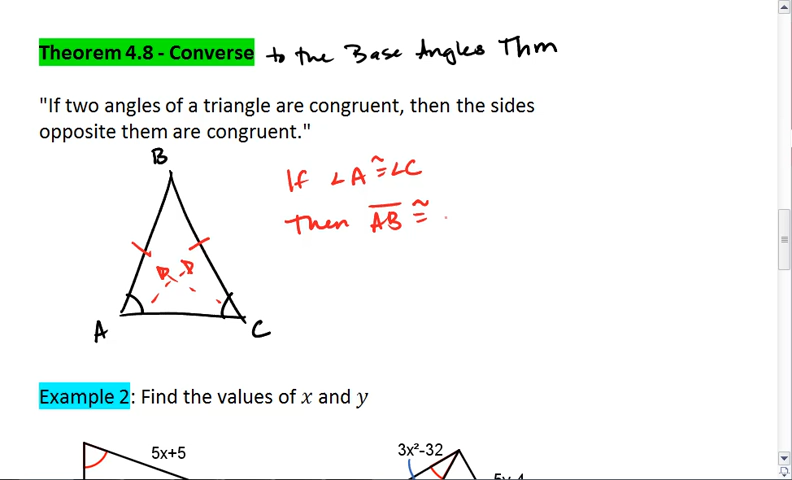 Theorem 4.8 - Converse to the Base Angles Thm
"If two angles of a triangle are congruent, then the sides
opposite them are congruent."
B
If ∠A ≅ ∠C
Then AB ≅
A
C
Example 2: Find the values of x and y
5x+5
3x²-32